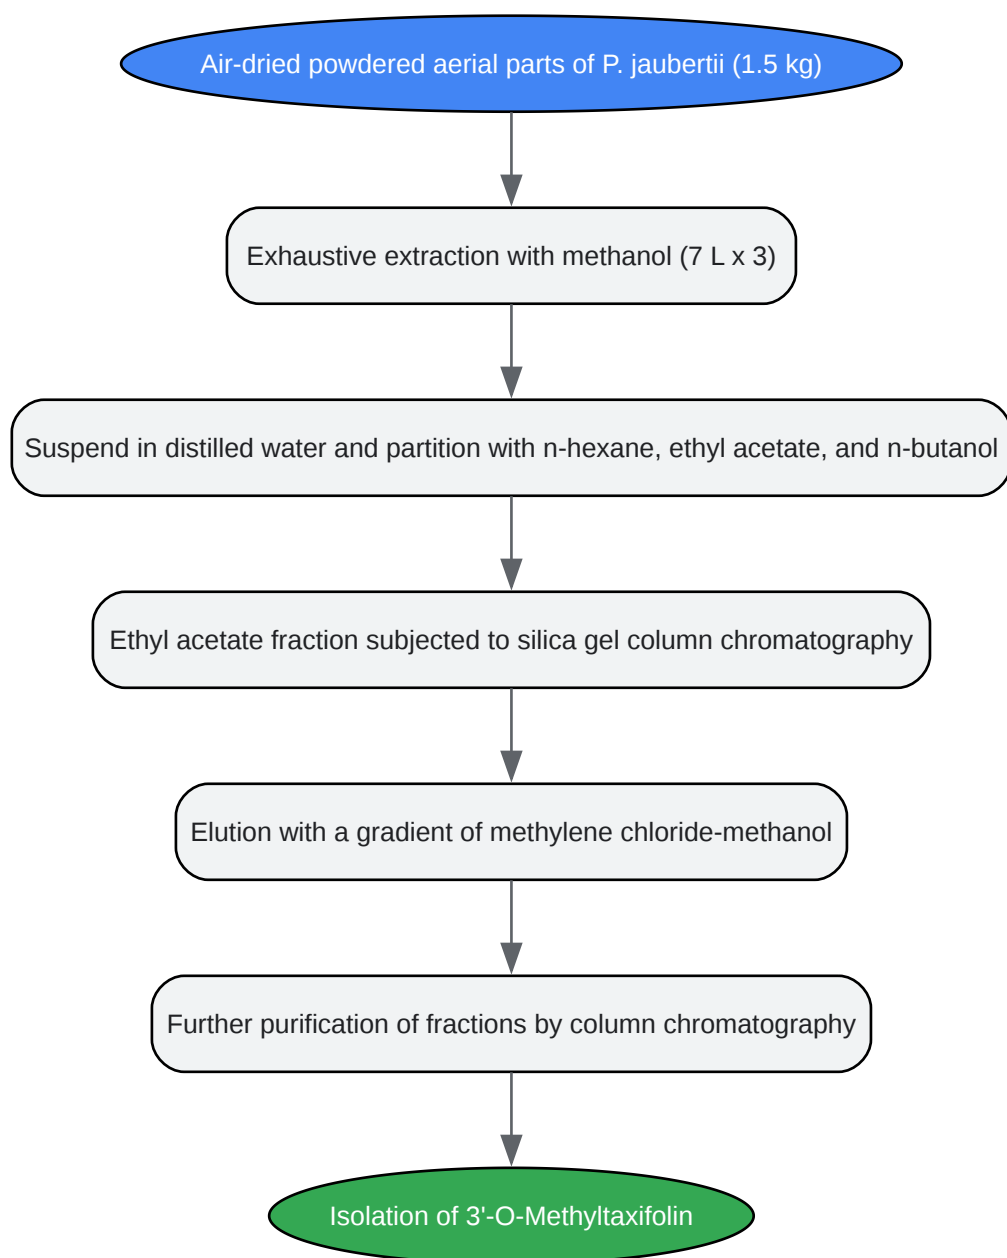 Air-dried powdered aerial parts of P. jaubertii (1.5 kg)
Exhaustive extraction with methanol (7 L x 3)
Suspend in distilled water and partition with n-hexane, ethyl acetate, and n-butanol
Ethyl acetate fraction subjected to silica gel column chromatography
Elution with a gradient of methylene chloride-methanol
Further purification of fractions by column chromatography
Isolation of 3'-O-Methyltaxifolin